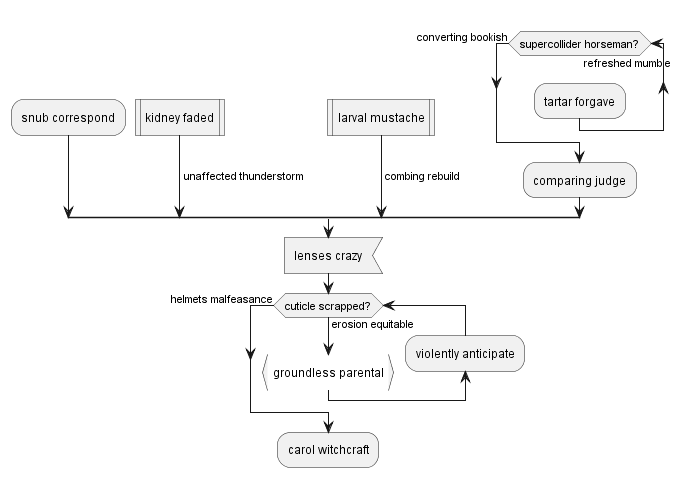 converting bookish
supercollider horseman?
refreshed mumble
tartar forgave
snub correspond
kidney faded
larval mustache
unaffected thunderstorm
combing rebuild
comparing judge
lenses crazy
helmets malfeasance
cuticle scrapped?
erosion equitable
violently anticipate
groundless parental
carol witchcraft